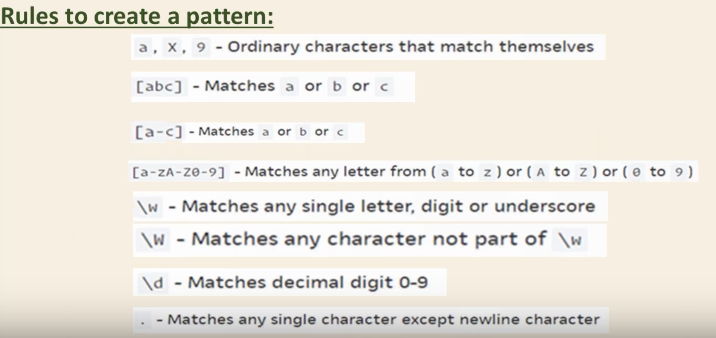 Rules to create a pattern:
a , X , 9 - Ordinary characters that match themselves
[abc] - Matches a or b or c
[a-c] - Matches a or b or c
[a-zA-Z0-9] - Matches any letter from ( a to z ) or ( A to Z ) or ( 0 to 9 )
\w - Matches any single letter, digit or underscore
\W - Matches any character not part of \w
\d - Matches decimal digit 0-9
. - Matches any single character except newline character